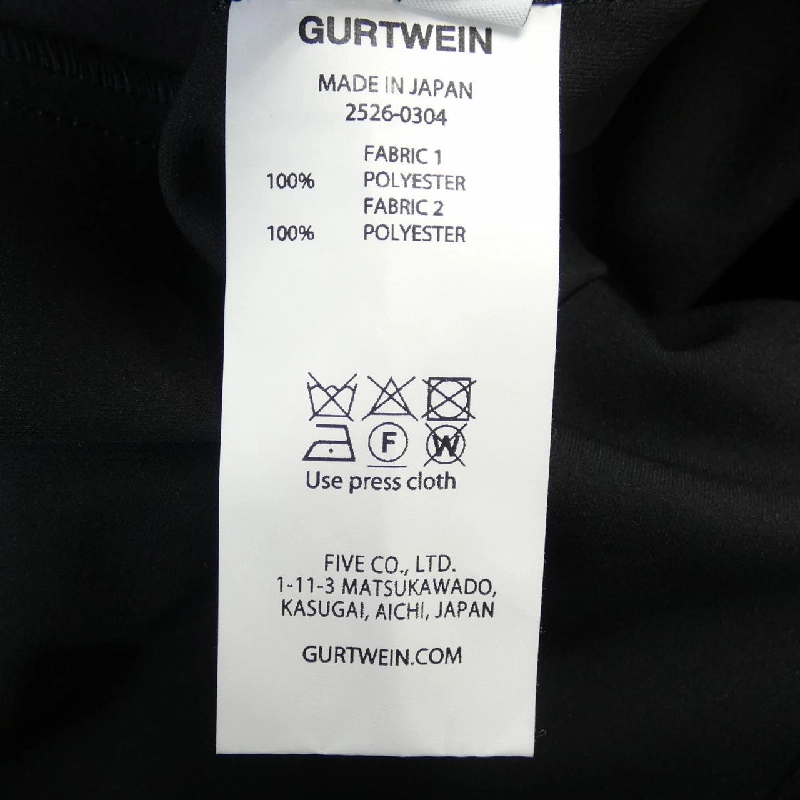 GURTWEIN
MADE IN JAPAN
2526-0304
FABRIC 1
100% POLYESTER
FABRIC 2
100% POLYESTER
F W
Use press cloth
FIVE CO., LTD.
1-11-3 MATSUKAWADO,
KASUGAI, AICHI, JAPAN
GURTWEIN.COM